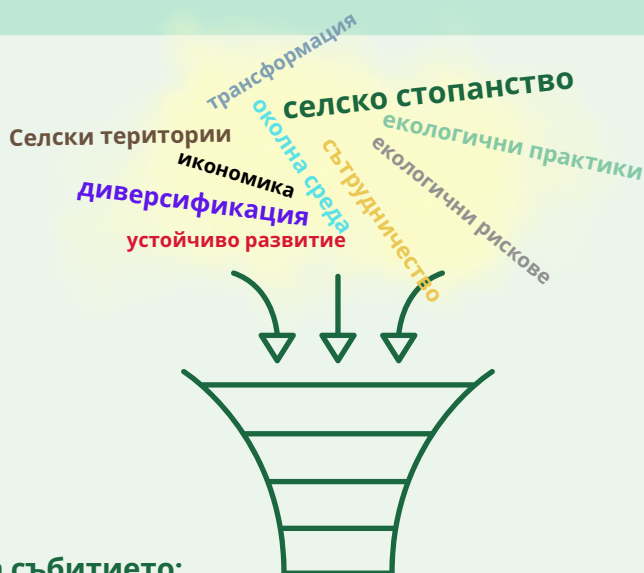 трансформация
селско стопанство
екологични практики
Селски територии
околна среда
сътрудничество
екологични рискове
икономика
диверсификация
устойчиво развитие
събитието: